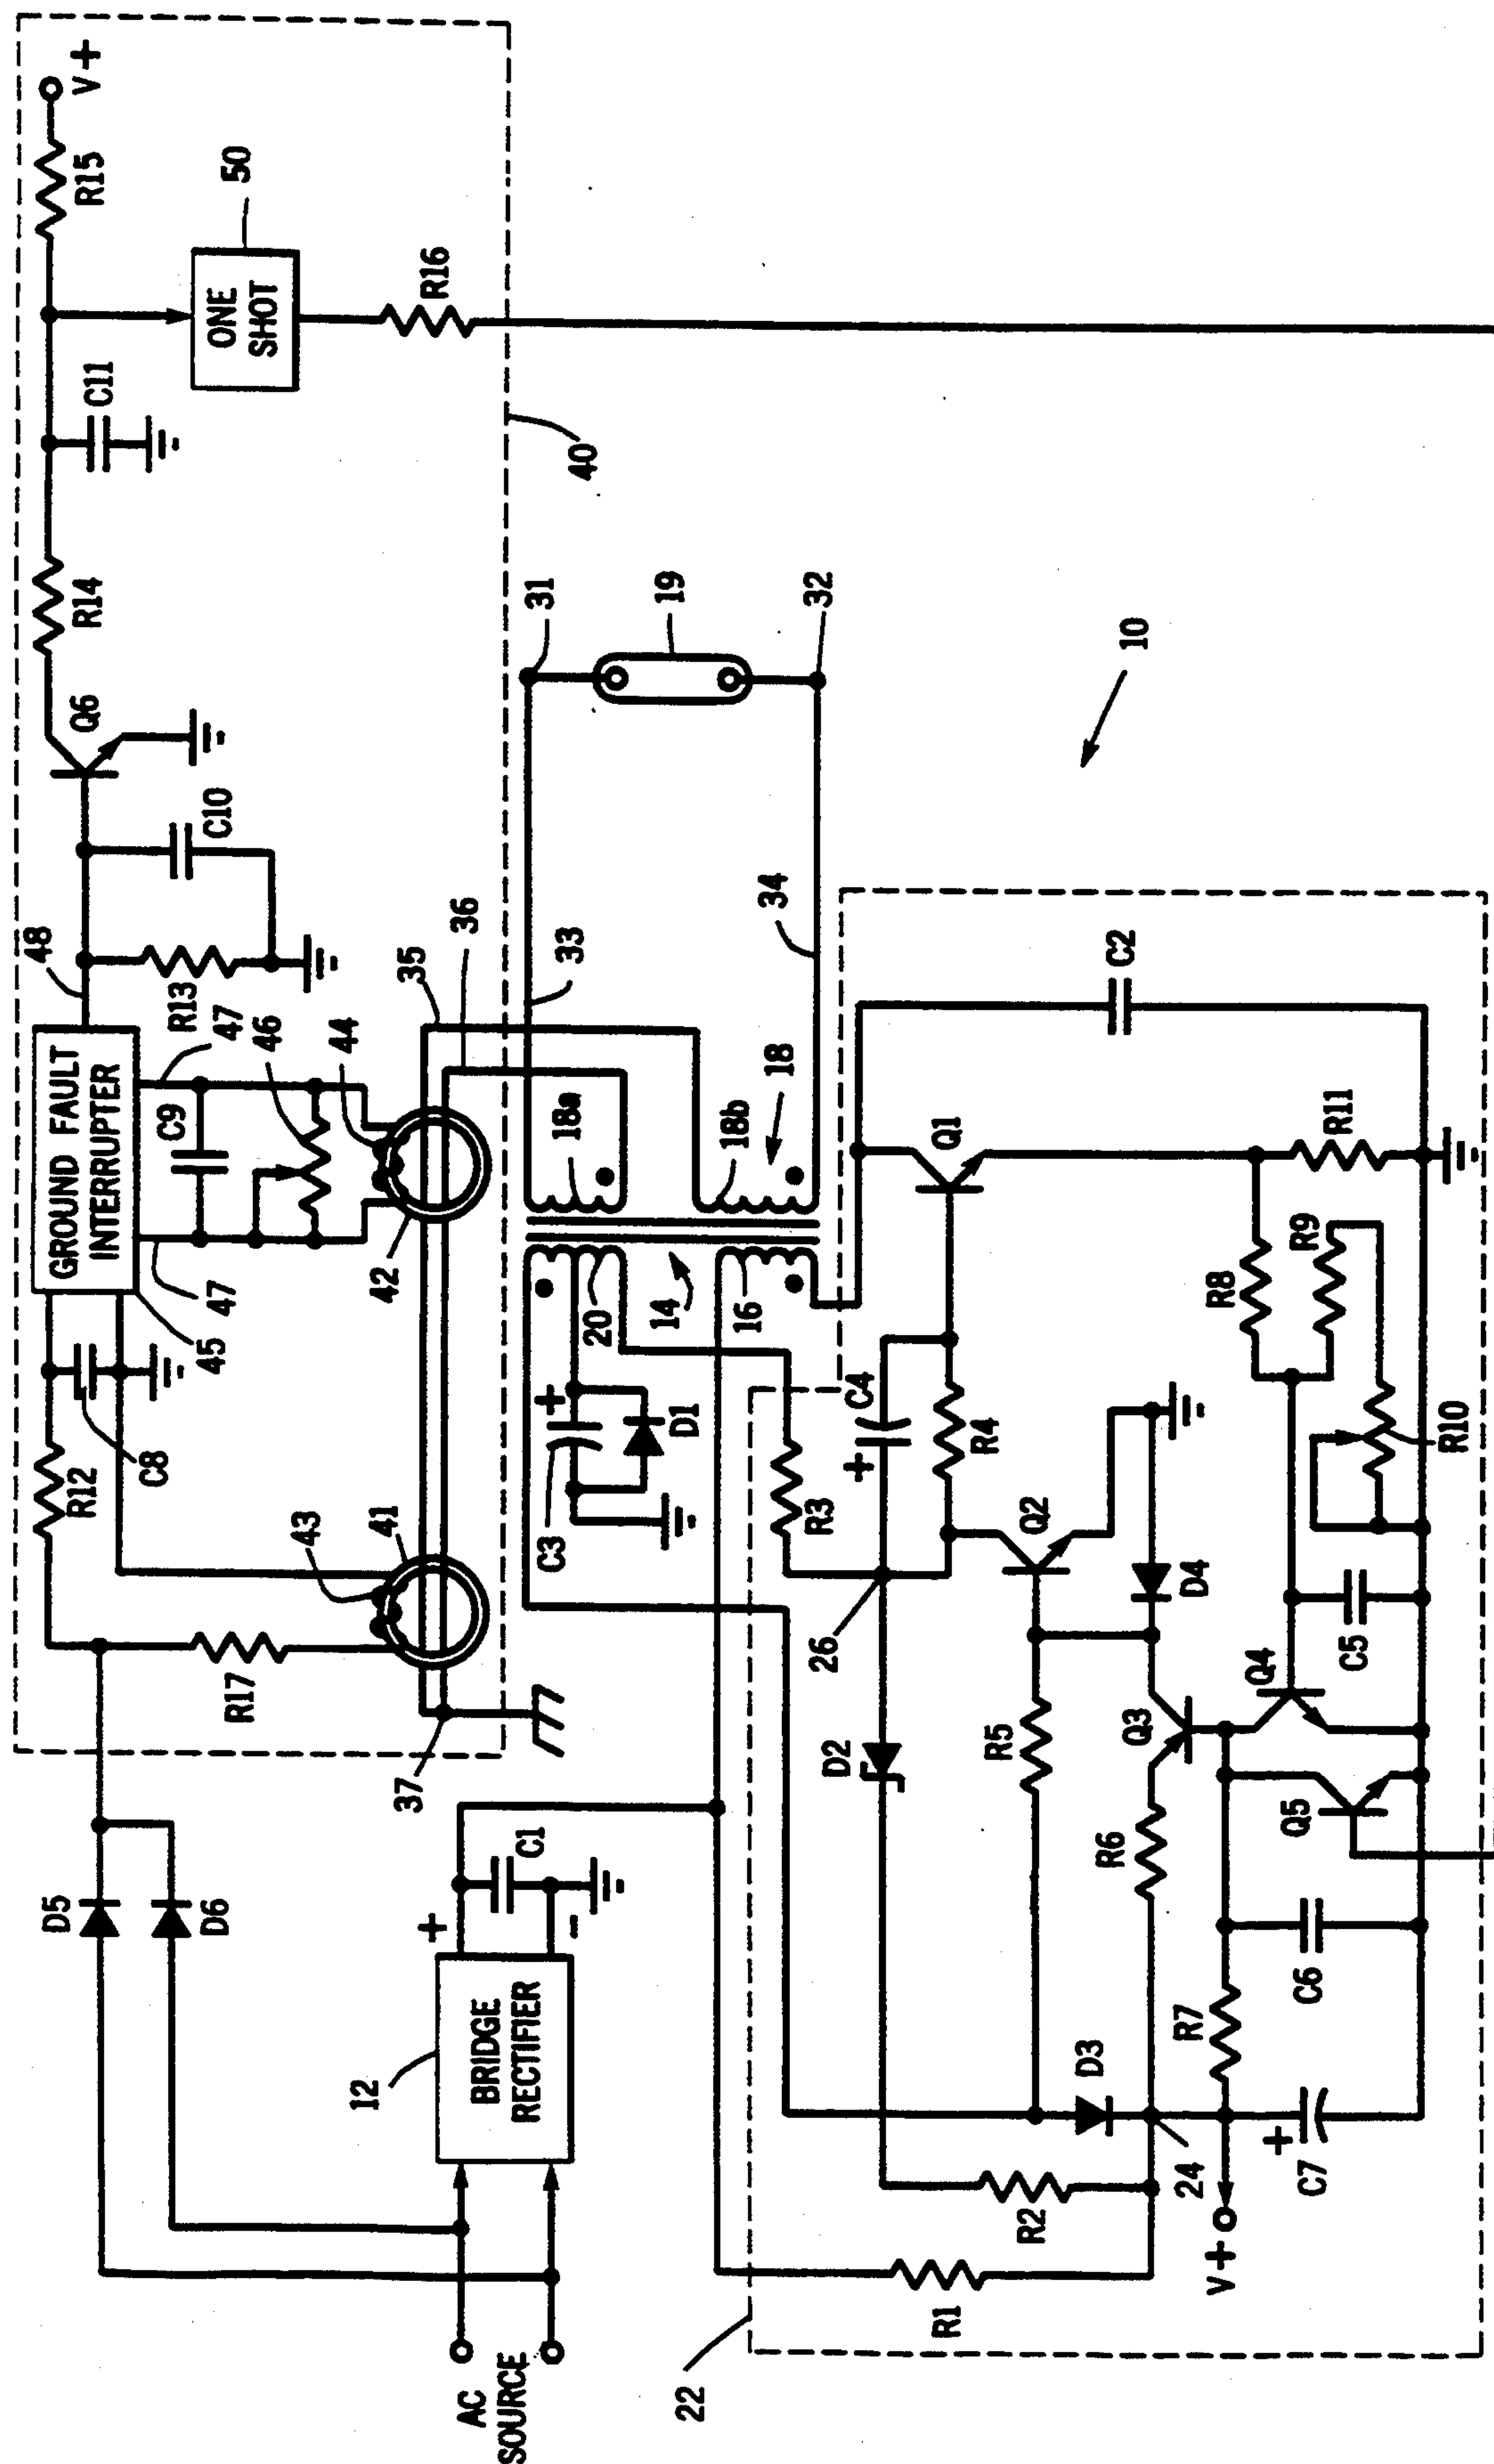 R15
V+
50
ONE
SHOT
R16
C11
40
R14
Q6
C10
48
R13
GROUND FAULT
INTERRUPTER
47
46
44
C9
47
42
45
C8
R12
43
41
R17
37
35
36
33
34
31
19
32
10
18a
18b
18
20
14
16
C3
+
D1
D5
D6
+
C1
-
BRIDGE
RECTIFIER
12
AC
SOURCE
22
R1
R2
D2
26
R3
+
C4
R4
Q1
C2
R11
R8
R9
R10
Q2
D4
R5
Q3
Q4
C5
Q5
R6
C6
R7
D3
24
V+
+
C7